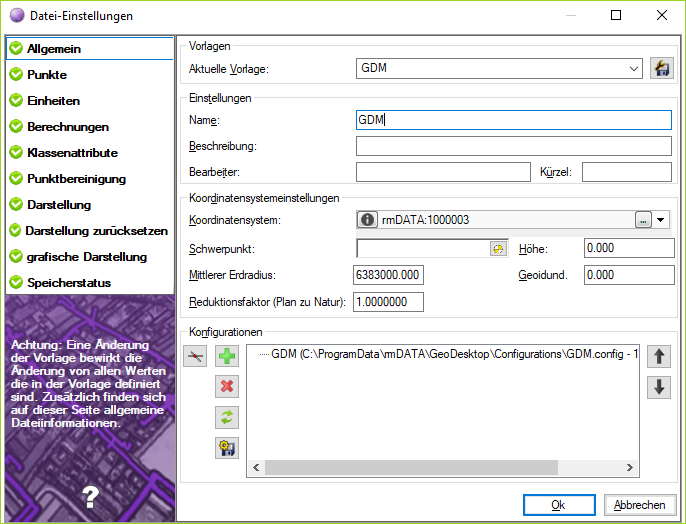 Datei-Einstellungen
Allgemein
Punkte
Einheiten
Berechnungen
Klassenattribute
Punktbereinigung
Darstellung
Darstellung zurücksetzen
grafische Darstellung
Speicherstatus
Achtung: Eine Änderung
der Vorlage bewirkt die
Änderung von allen Werten
die in der Vorlage definiert
sind. Zusätzlich finden sich
auf dieser Seite allgemeine
Dateiinformationen.
?
Vorlagen
Aktuelle Vorlage: GDM
Einstellungen
Name: GDM
Beschreibung:
Bearbeiter: Kürzel:
Koordinatensystemeinstellungen
Koordinatensystem: rmDATA:1000003 ...
Schwerpunkt: Höhe: 0.000
Mittlerer Erdradius: 6383000.000 Geoidund. 0.000
Reduktionsfaktor (Plan zu Natur): 1.0000000
Konfigurationen
GDM (C:\ProgramData\rmDATA\GeoDesktop\Configurations\GDM.config - 1
Ok Abbrechen